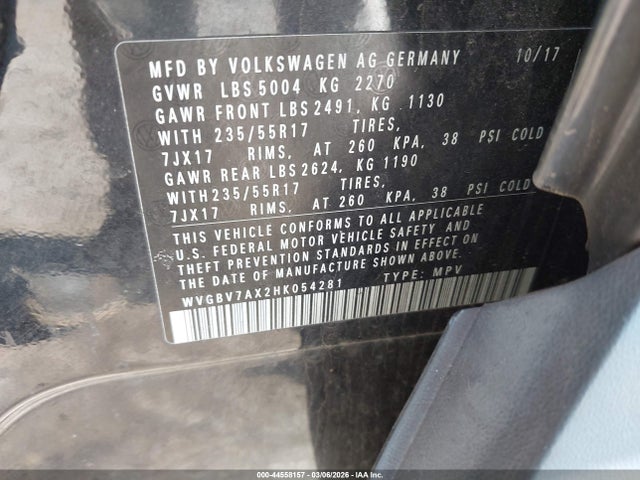 MFD BY VOLKSWAGEN AG GERMANY 10/17
GVWR LBS 5004 KG 2270
GAWR FRONT LBS 2491, KG 1130
WITH 235/55R17 TIRES,
7JX17 RIMS, AT 260 KPA, 38 PSI COLD
GAWR REAR LBS 2624, KG 1190
WITH 235/55R17 TIRES,
7JX17 RIMS, AT 260 KPA, 38 PSI COLD
THIS VEHICLE CONFORMS TO ALL APPLICABLE
U.S. FEDERAL MOTOR VEHICLE SAFETY AND
THEFT PREVENTION STANDARDS IN EFFECT ON
THE DATE OF MANUFACTURE SHOWN ABOVE.
WVGBV7AX2HK054281 TYPE: MPV
000-44558157 - 03/06/2026 - IAADTW